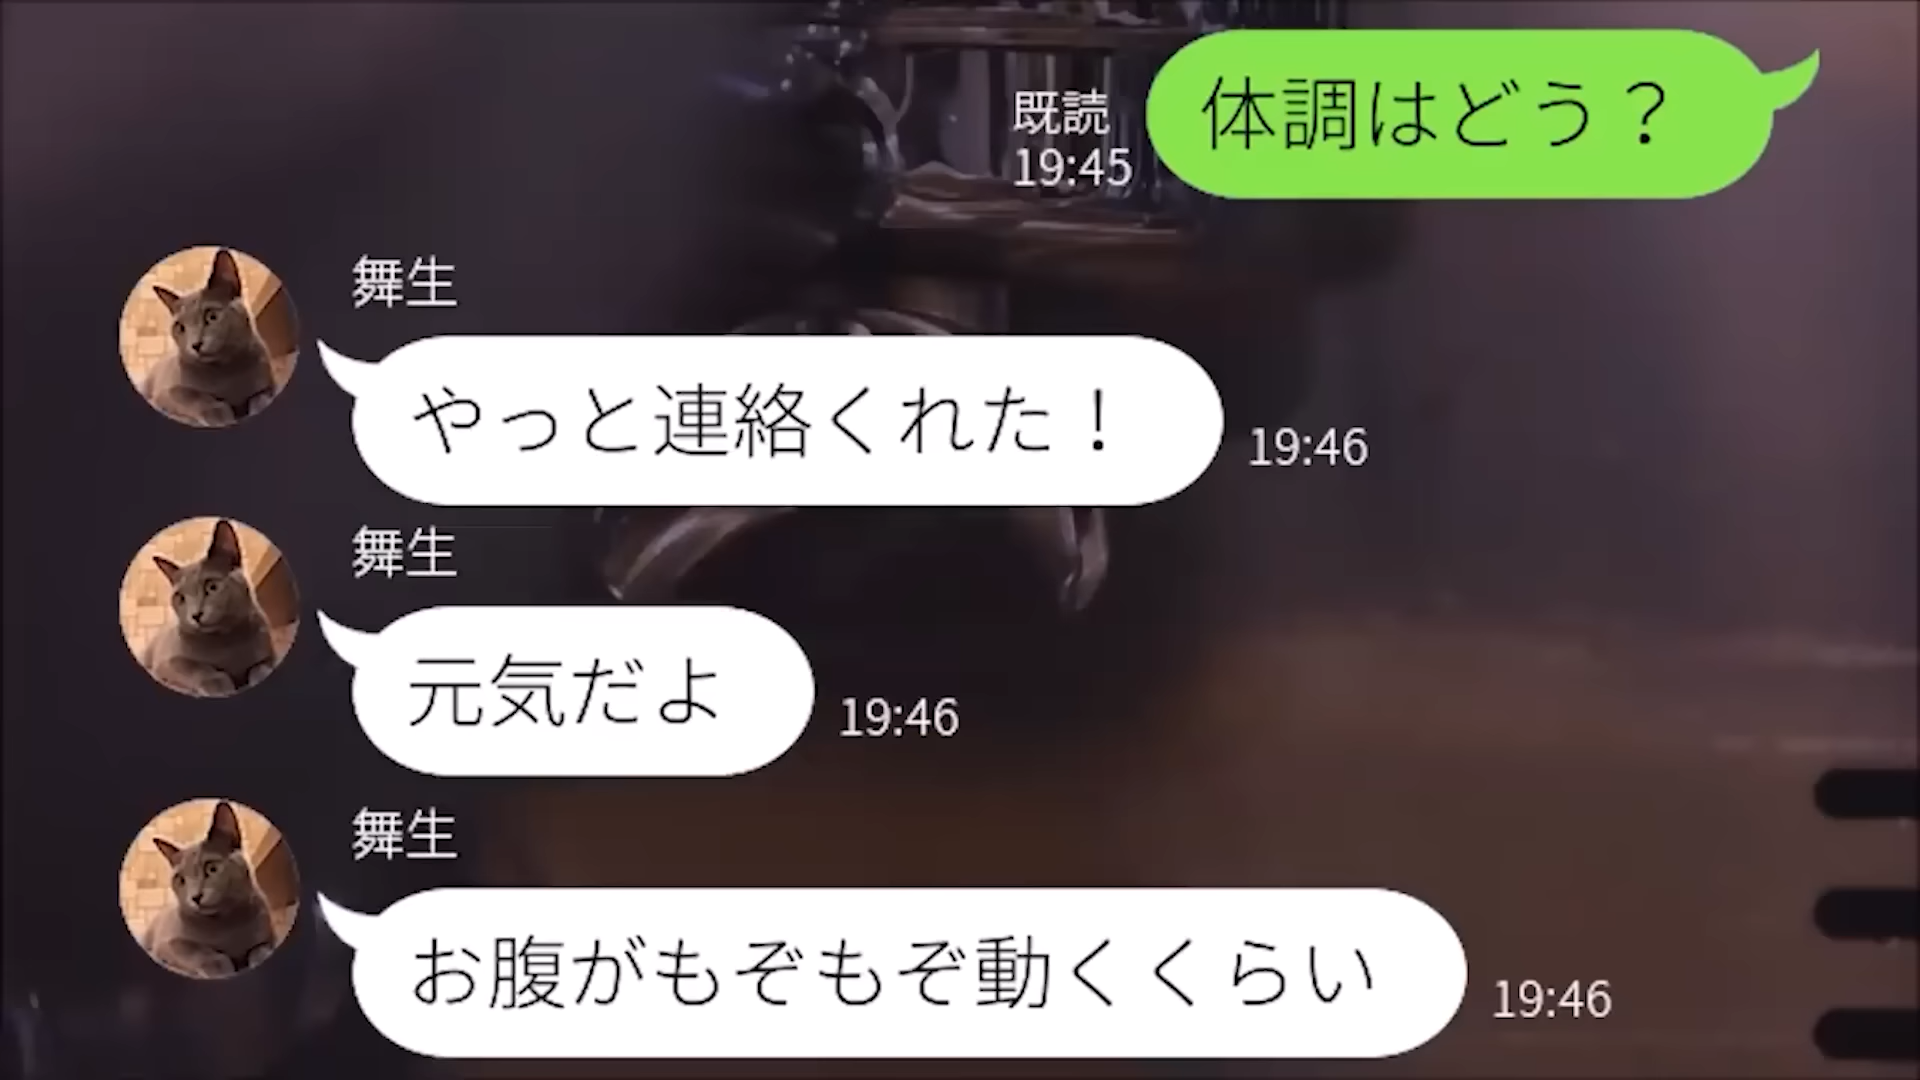 体調はどう？
既読
19:45
舞生
やっと連絡くれた！
19:46
舞生
元気だよ
19:46
舞生
お腹がもぞもぞ動くくらい
19:46